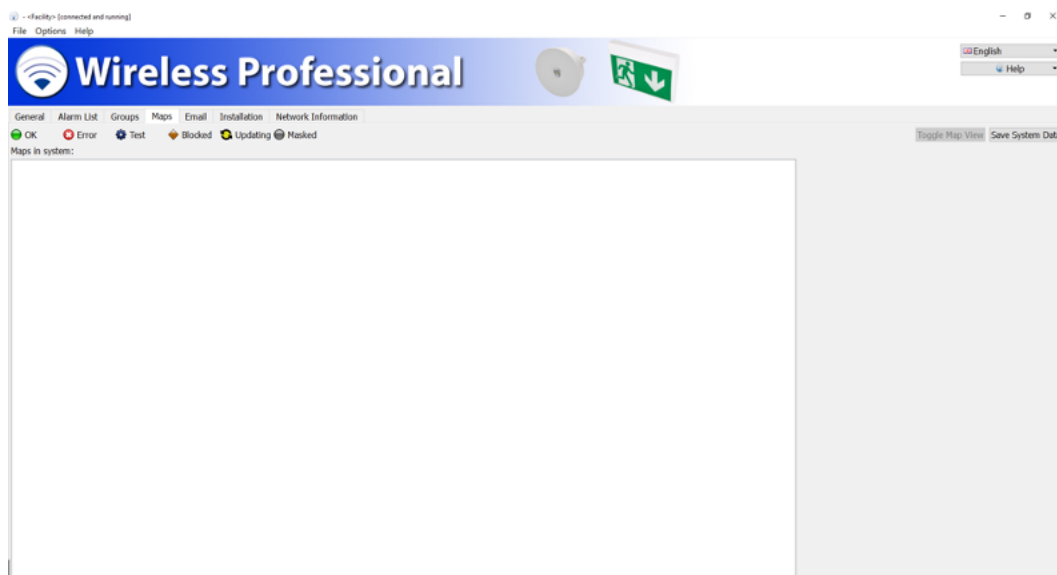 - <Facility> [connected and running]
File Options Help
Wireless Professional
English
Help
General Alarm List Groups Maps Email Installation Network Information
OK Error Test Blocked Updating Masked
Toggle Map View Save System Dat
Maps in system: